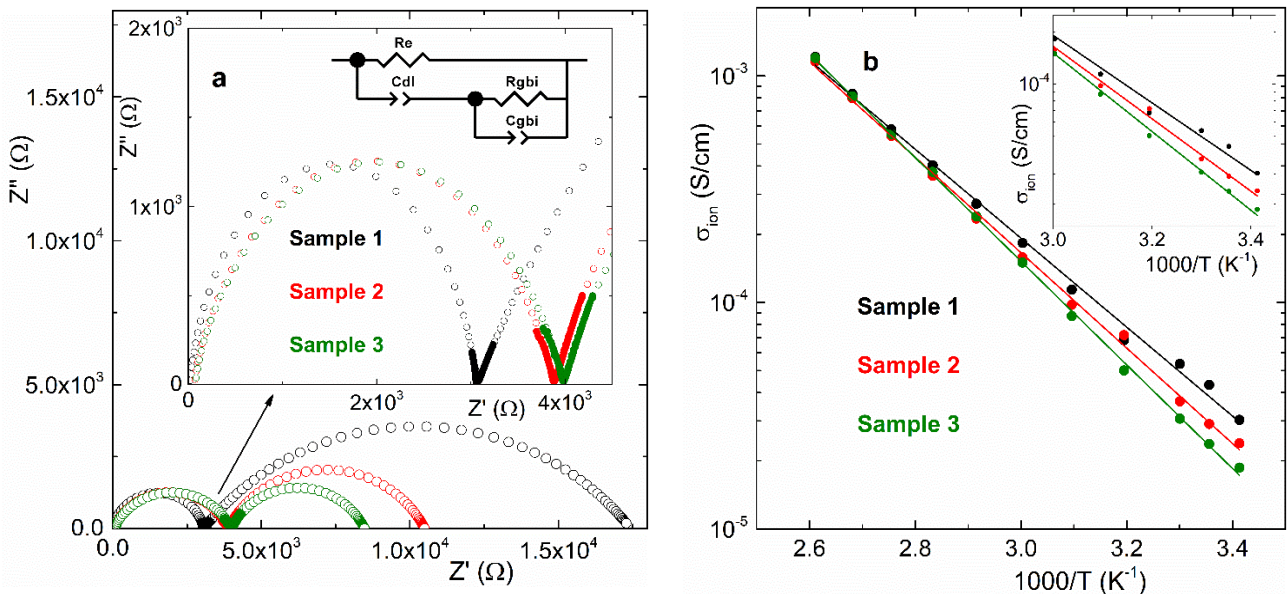 a
Re
Cdl
Rgbi
Cgbi
2x10³
1x10³
0
Z'' (Ω)
0
2x10³
4x10³
Z' (Ω)
Sample 1
Sample 2
Sample 3
1.5x10⁴
1.0x10⁴
5.0x10³
0.0
Z'' (Ω)
0.0
5.0x10³
1.0x10⁴
1.5x10⁴
Z' (Ω)
b
10⁻³
10⁻⁴
10⁻⁵
σion (S/cm)
2.6
2.8
3.0
3.2
3.4
1000/T (K⁻¹)
Sample 1
Sample 2
Sample 3
10⁻⁴
σion (S/cm)
3.0
3.2
3.4
1000/T (K⁻¹)